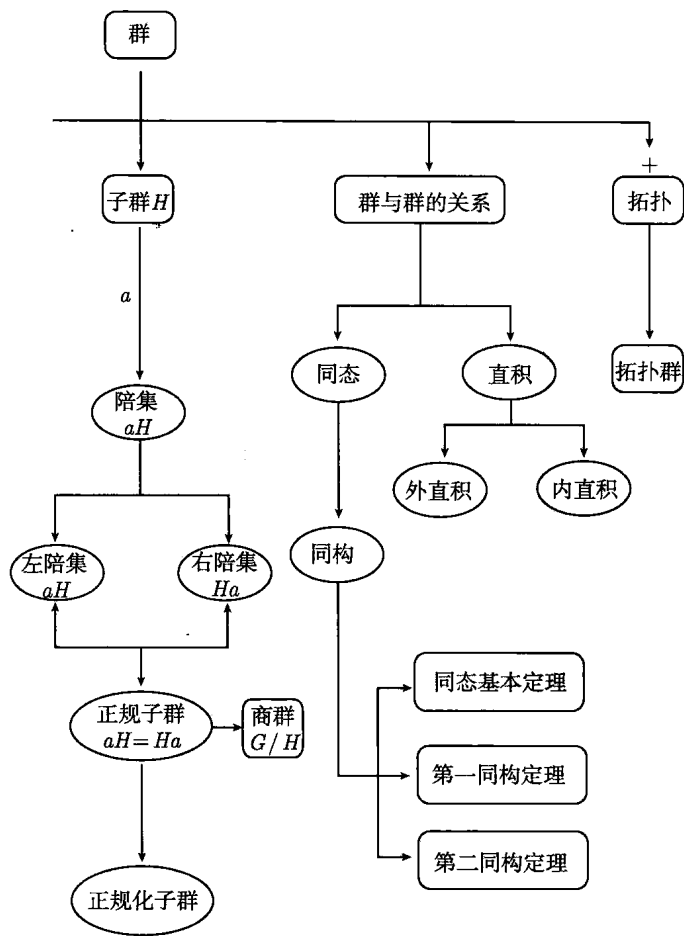 群
+
子群H
群与群的关系
拓扑
a
同态
直积
拓扑群
陪集
aH
外直积
内直积
同构
左陪集
aH
右陪集
Ha
同态基本定理
正规子群
aH=Ha
商群
G/H
第一同构定理
第二同构定理
正规化子群